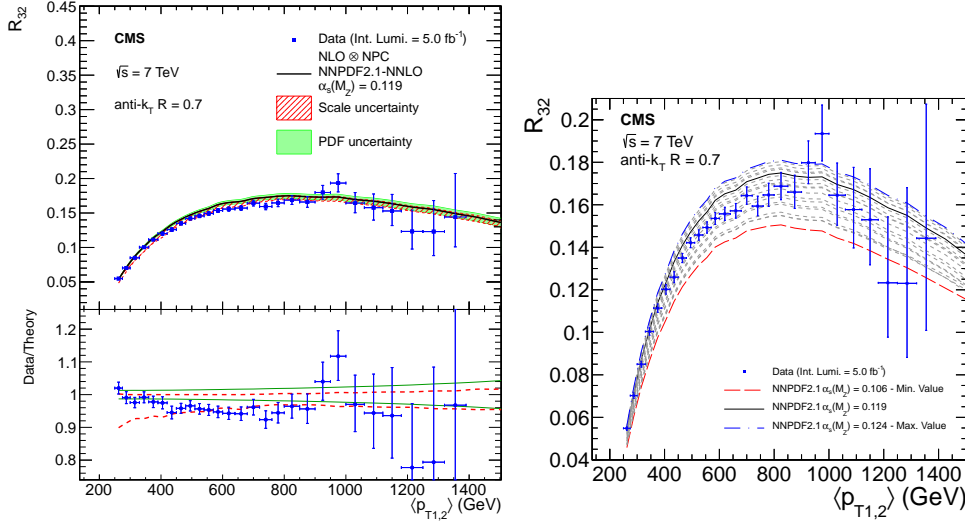 R32
0.45
0.4
0.35
0.3
0.25
0.2
0.15
0.1
0.05
CMS
√s = 7 TeV
anti-kT R = 0.7
Data (Int. Lumi. = 5.0 fb-1)
NLO ⊗ NPC
NNPDF2.1-NNLO
αs(MZ) = 0.119
Scale uncertainty
PDF uncertainty
Data/Theory
1.2
1.1
1.0
0.9
0.8
200 400 600 800 1000 1200 1400
⟨pT1,2⟩ (GeV)
R32
0.2
0.18
0.16
0.14
0.12
0.1
0.08
0.06
0.04
CMS
√s = 7 TeV
anti-kT R = 0.7
Data (Int. Lumi. = 5.0 fb-1)
NNPDF2.1 αs(MZ) = 0.106 - Min. Value
NNPDF2.1 αs(MZ) = 0.119
NNPDF2.1 αs(MZ) = 0.124 - Max. Value
200 400 600 800 1000 1200 1400
⟨pT1,2⟩ (GeV)